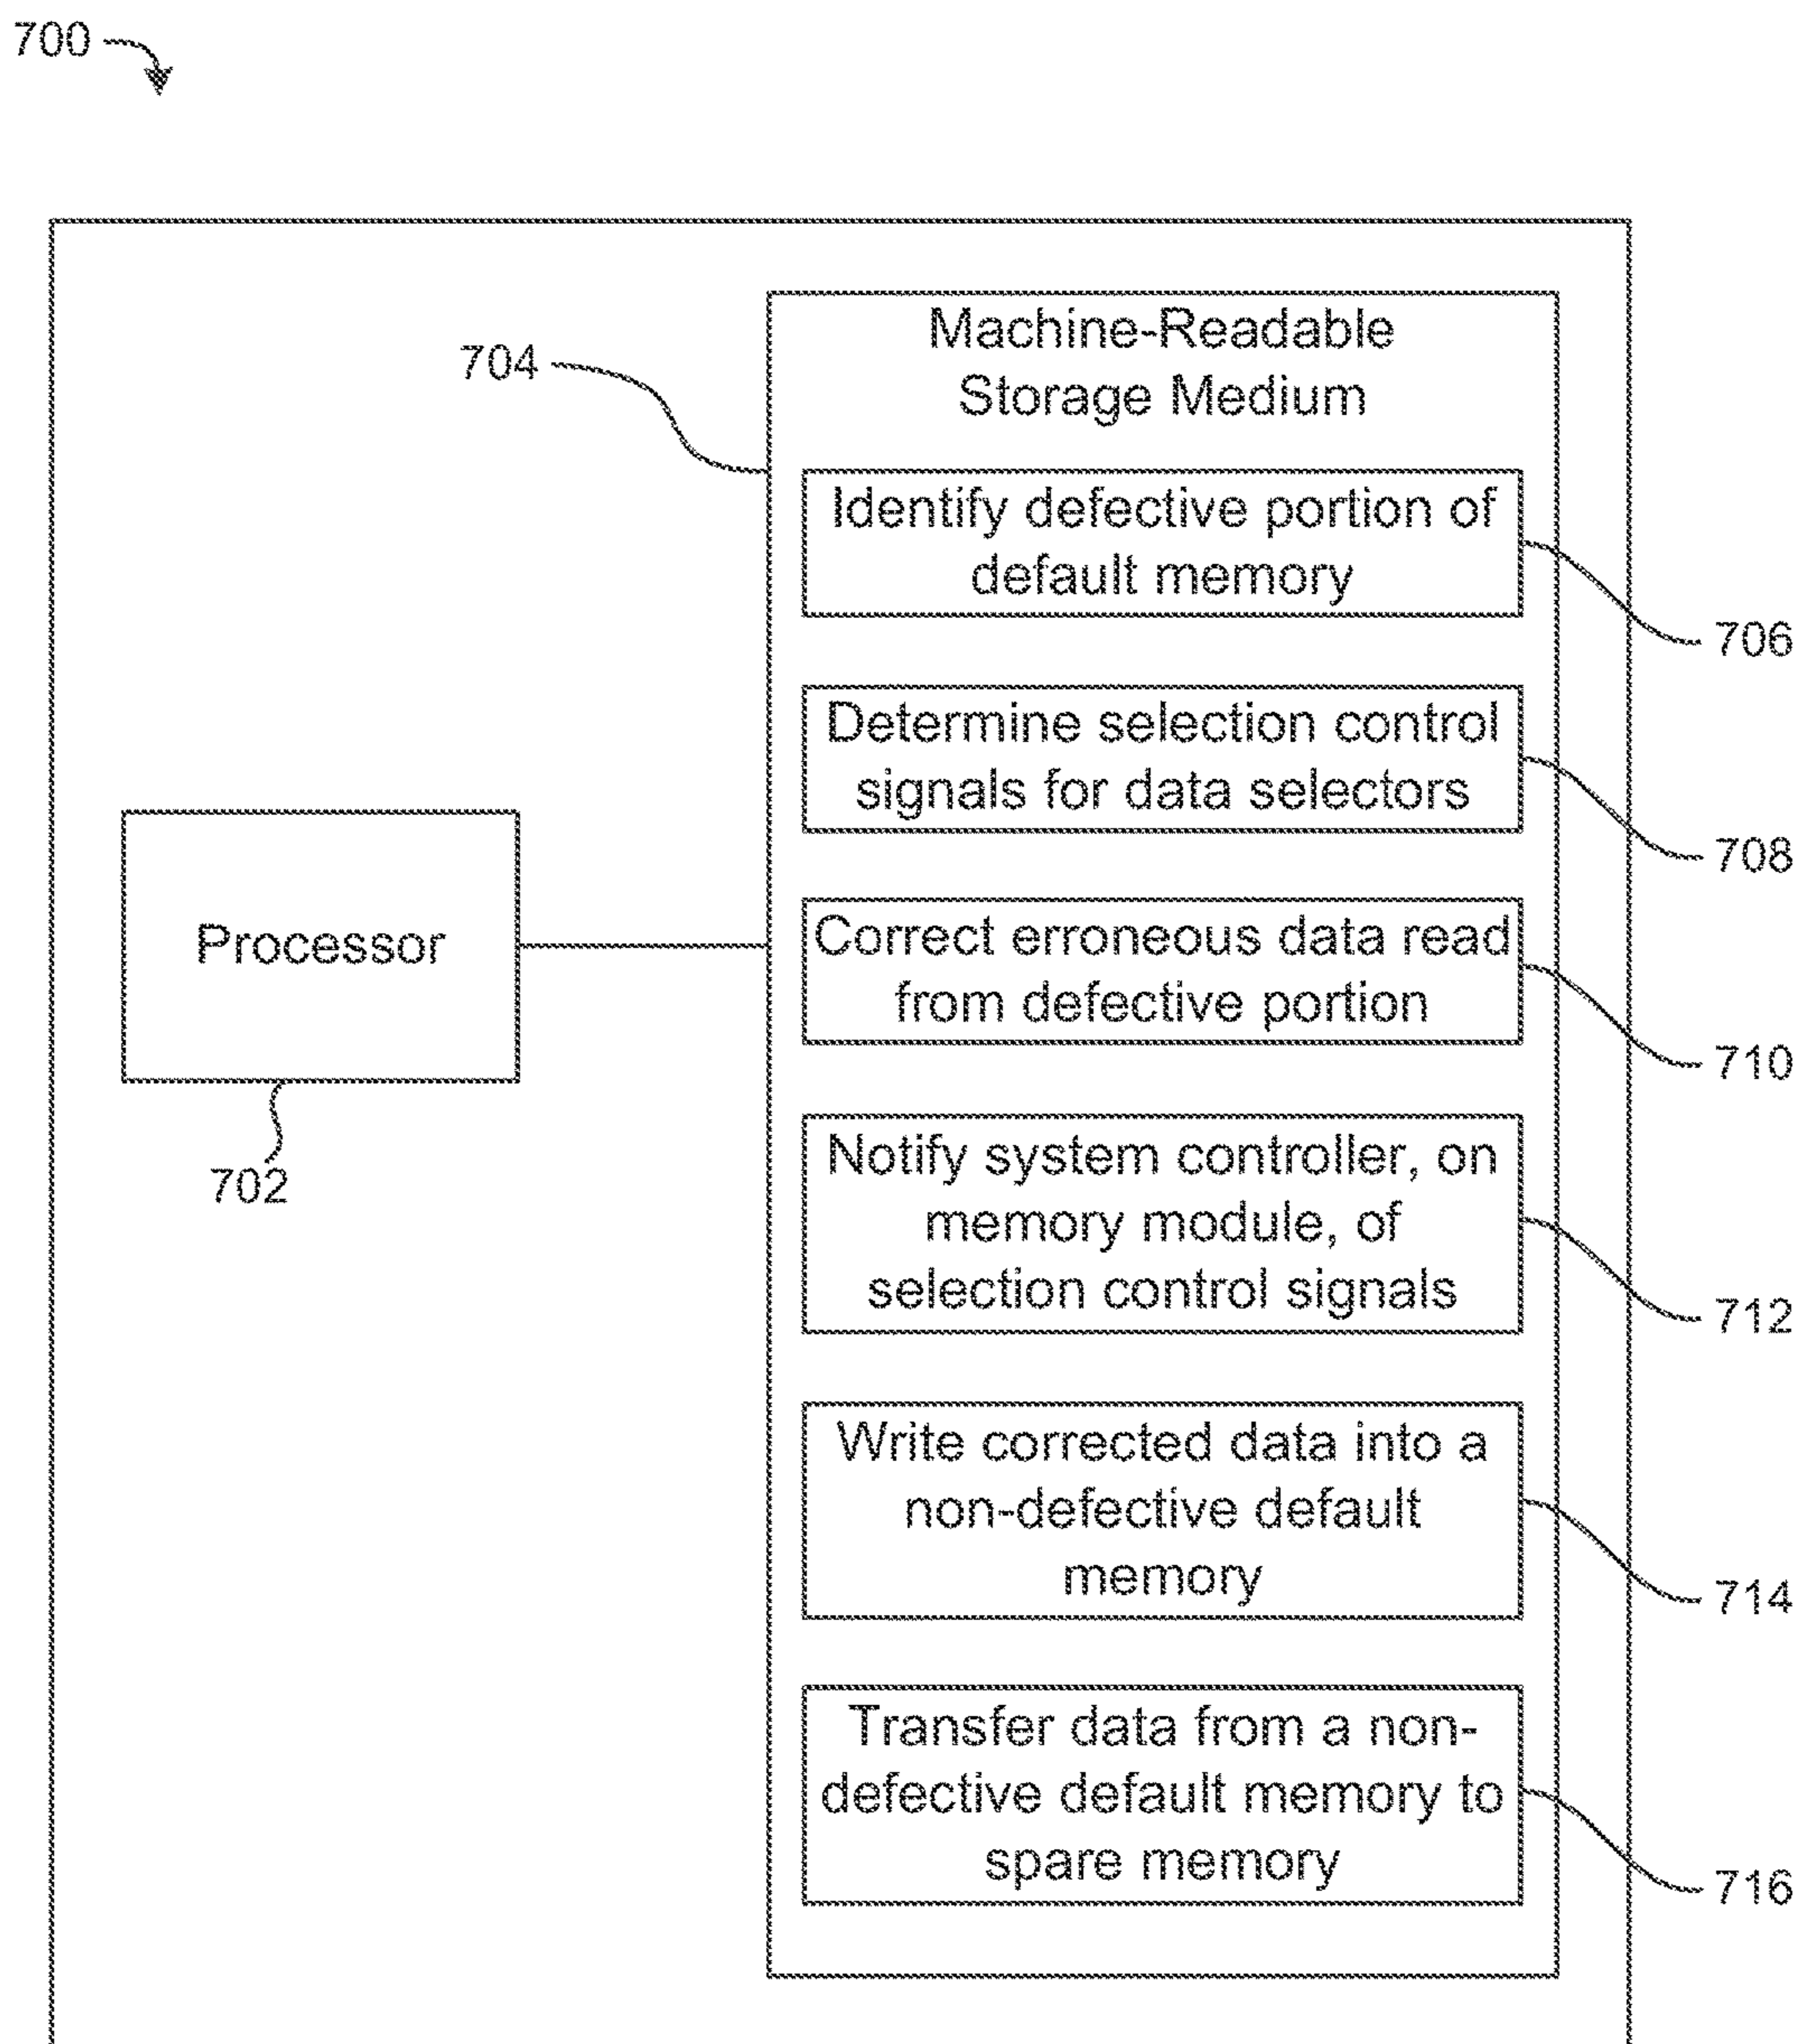 700
Machine-Readable
Storage Medium
704
Identify defective portion of
default memory
706
Determine selection control
signals for data selectors
708
Processor
702
Correct erroneous data read
from defective portion
710
Notify system controller, on
memory module, of
selection control signals
712
Write corrected data into a
non-defective default
memory
714
Transfer data from a non-
defective default memory to
spare memory
716